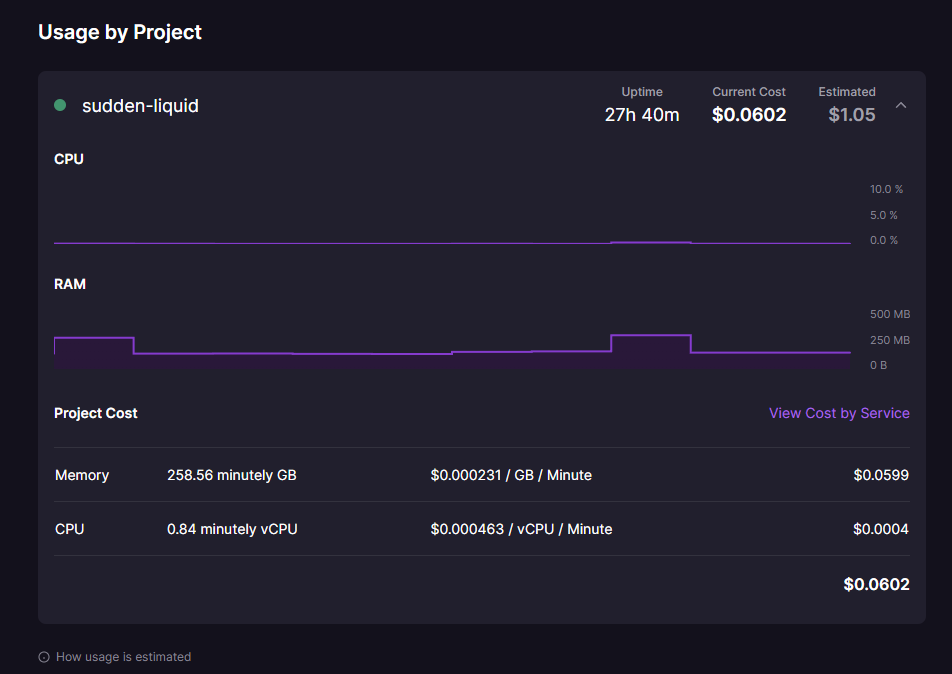 Usage by Project
sudden-liquid
Uptime
27h 40m
Current Cost
$0.0602
Estimated
$1.05
CPU
10.0 %
5.0 %
0.0 %
RAM
500 MB
250 MB
0 B
Project Cost
View Cost by Service
Memory 258.56 minutely GB $0.000231 / GB / Minute $0.0599
CPU 0.84 minutely vCPU $0.000463 / vCPU / Minute $0.0004
$0.0602
How usage is estimated